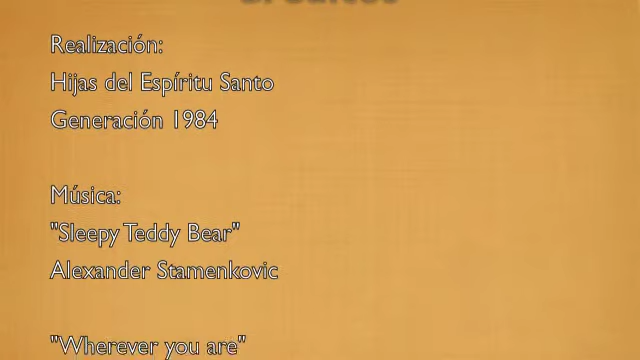 Realización:
Hijas del Espíritu Santo
Generación 1984
Música:
"Sleepy Teddy Bear"
Alexander Stamenkovic
"Wherever you are"